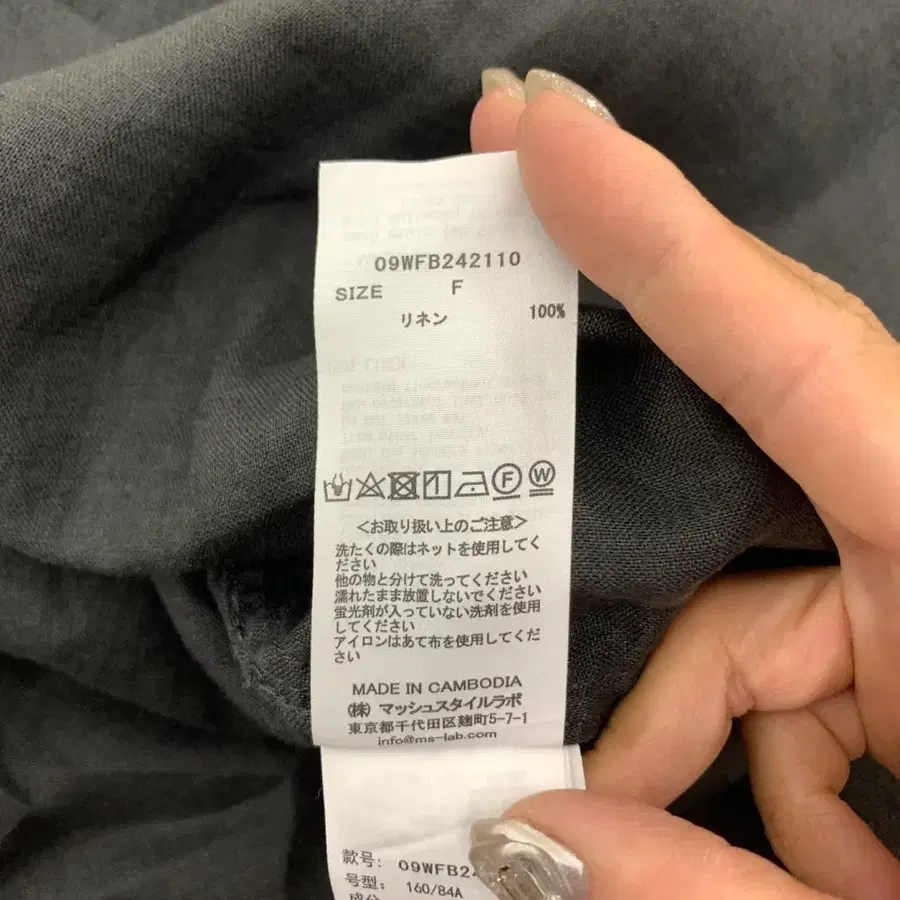 09WFB242110
SIZE F
リネン 100%
F W
<お取り扱い上のご注意>
洗たくの際はネットを使用してく
ださい
他の物と分けて洗ってください
濡れたまま放置しないでください
蛍光剤が入っていない洗剤を使用
してください
アイロンはあて布を使用してくだ
さい
MADE IN CAMBODIA
(株) マッシュスタイルラボ
東京都千代田区麹町5-7-1
info@ms-lab.com
款号: 09WFB24
号型: 160/84A